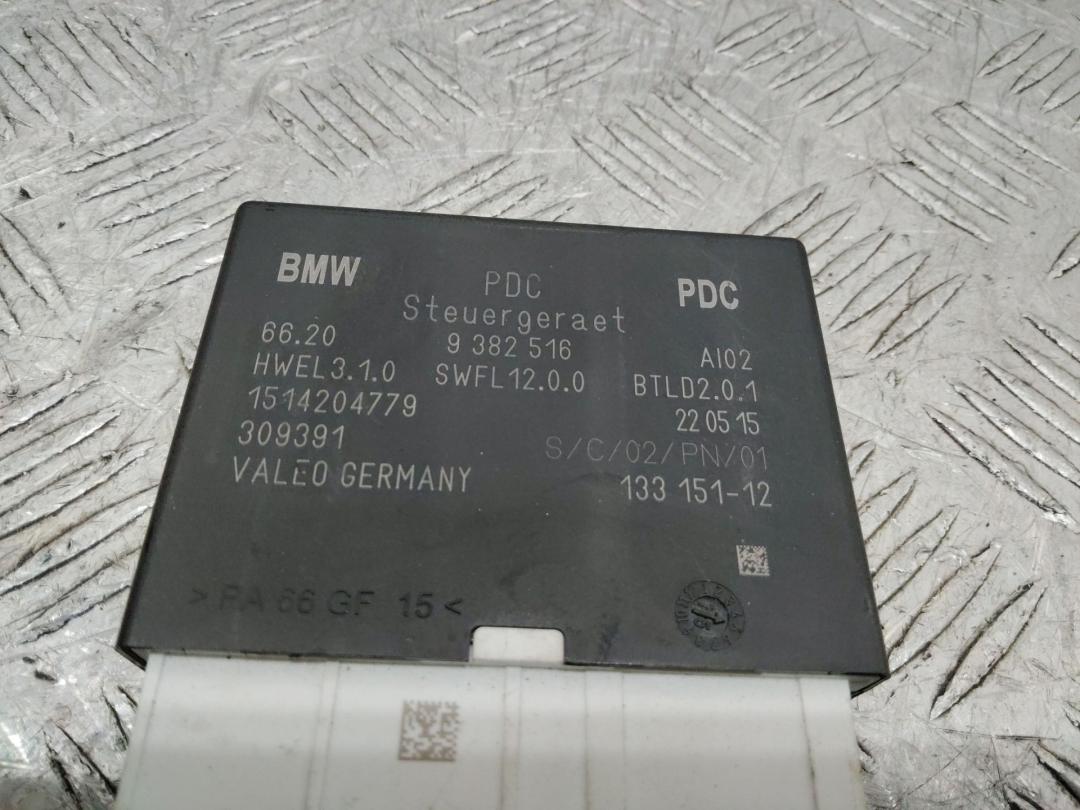 BMW PDC PDC
Steuergeraet
66.20 9 382 516 AI02
HWEL3.1.0 SWFL12.0.0 BTLD2.0.1
1514204779 22 05 15
309391 S/C/02/PN/01
VALEO GERMANY 133 151-12
>PA 66 GF 15<